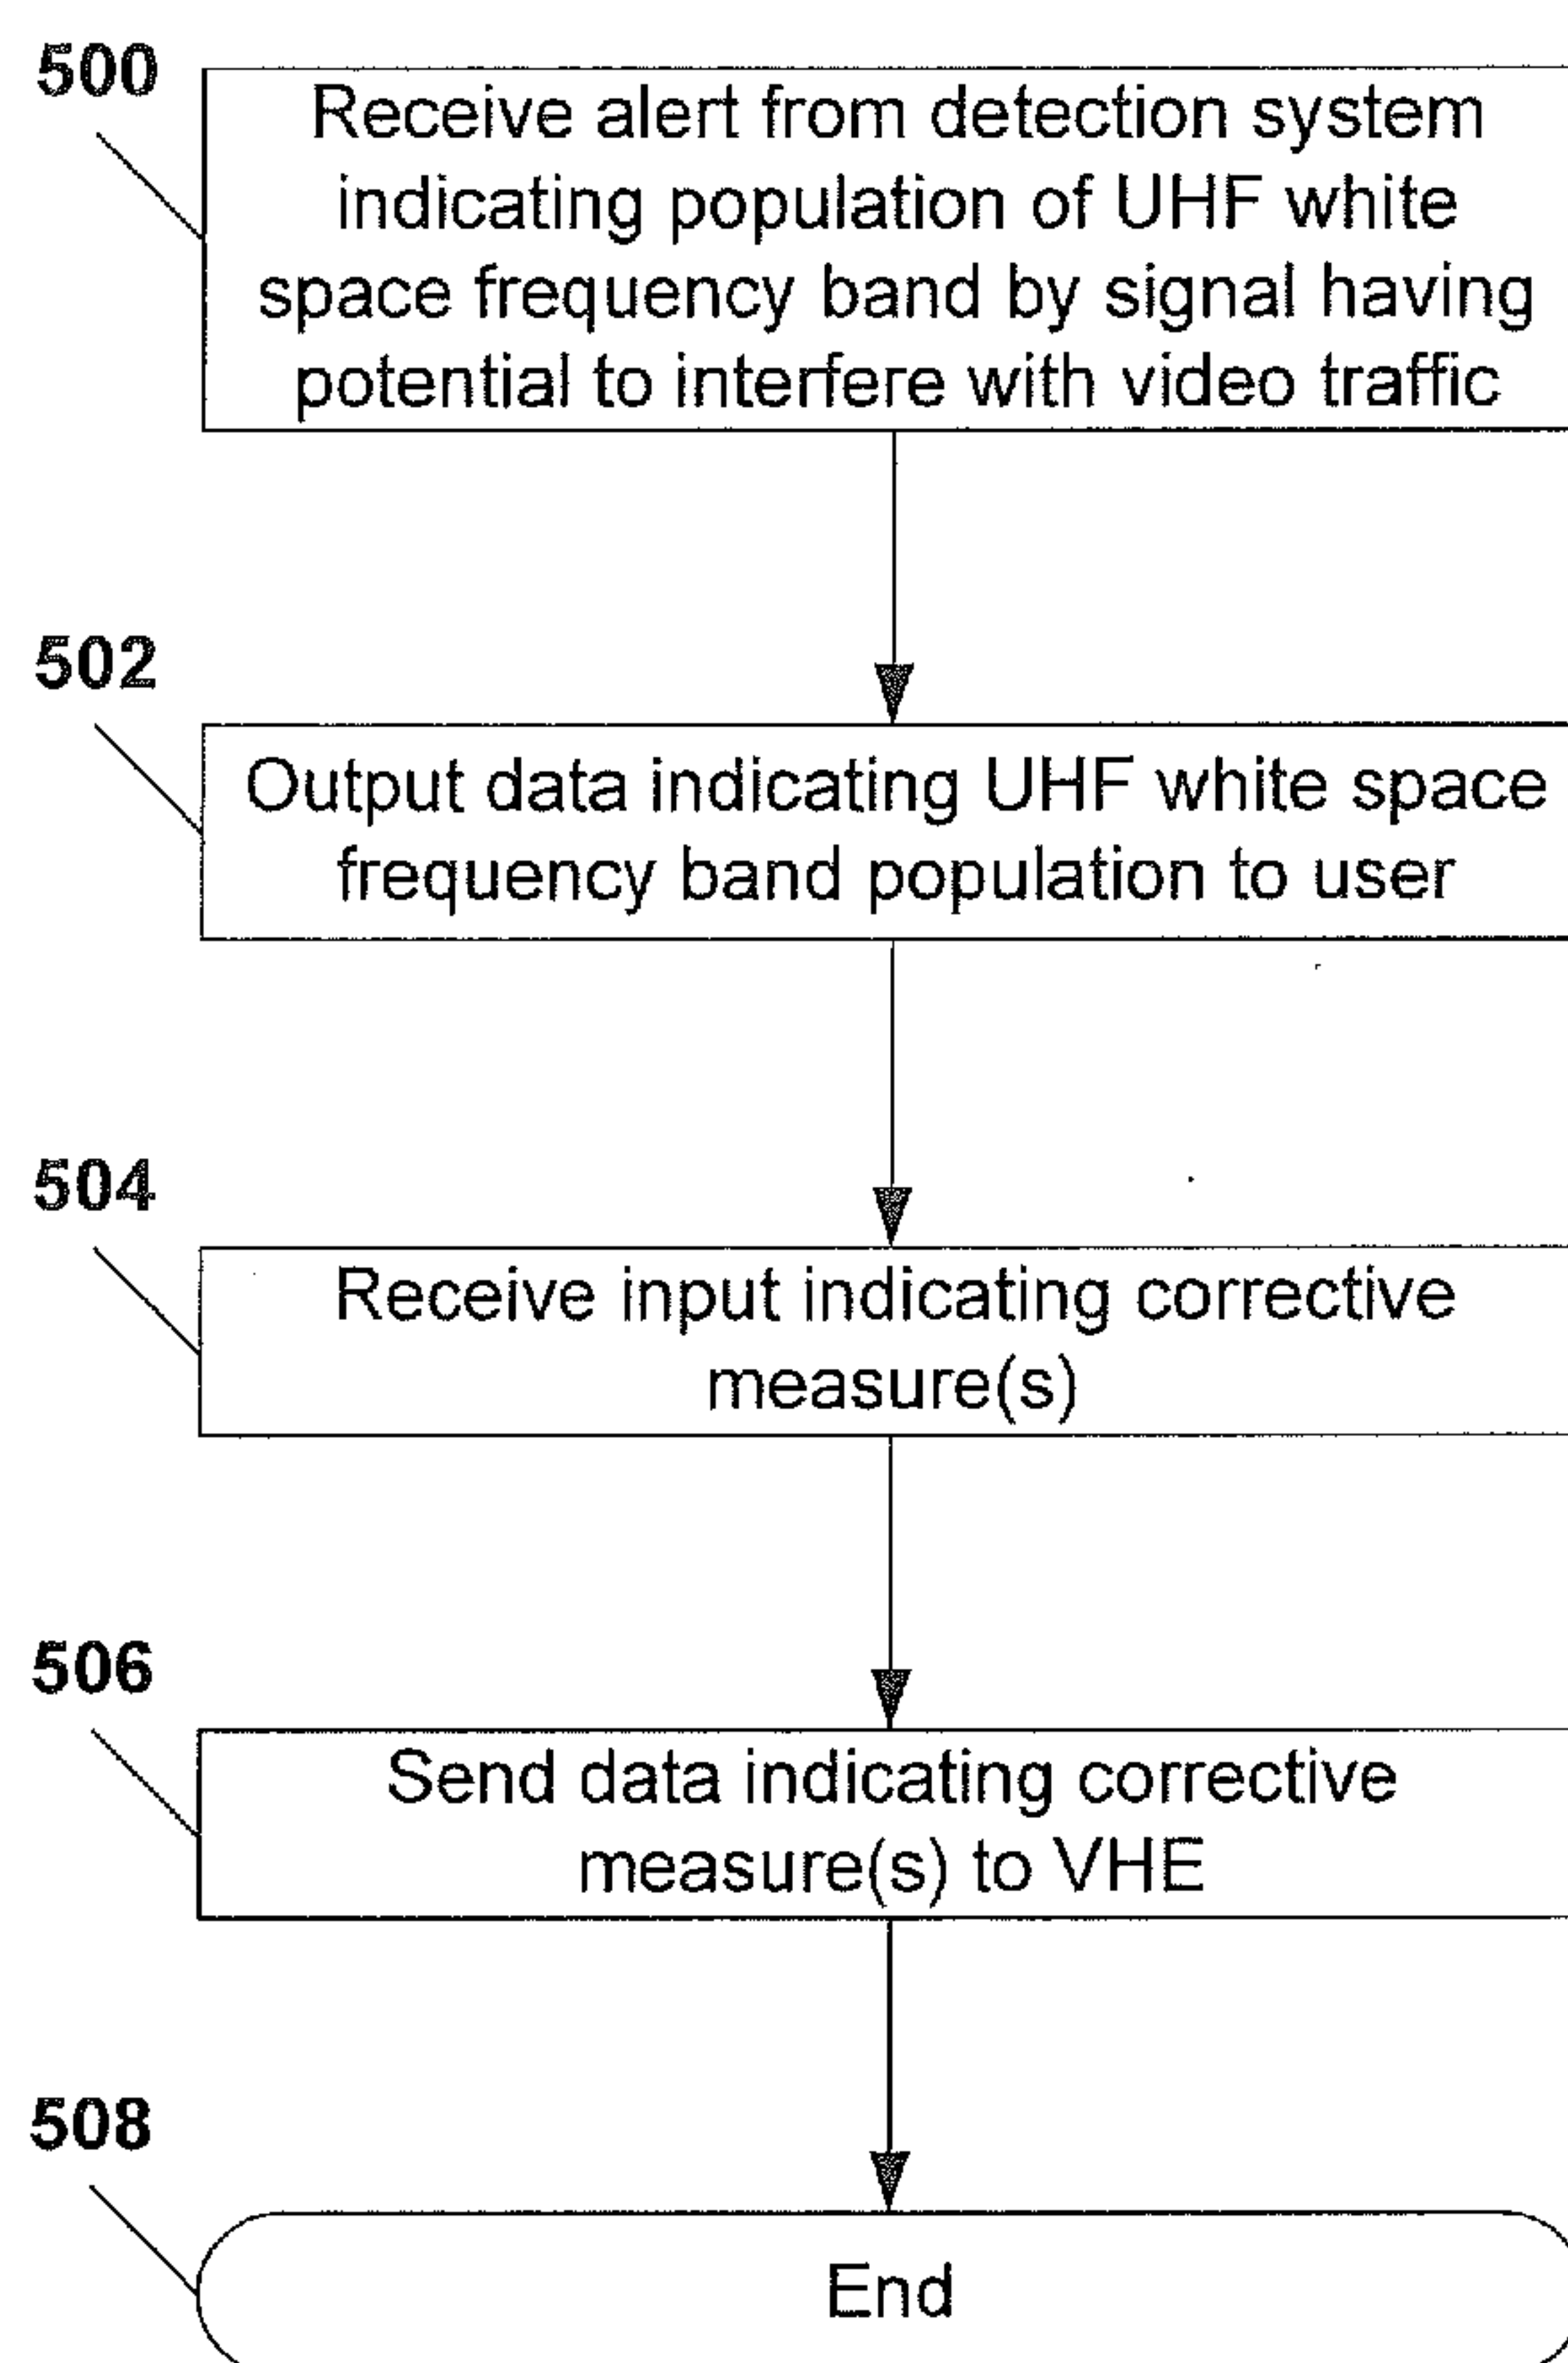 500
Receive alert from detection system
indicating population of UHF white
space frequency band by signal having
potential to interfere with video traffic
502
Output data indicating UHF white space
frequency band population to user
504
Receive input indicating corrective
measure(s)
506
Send data indicating corrective
measure(s) to VHE
508
End